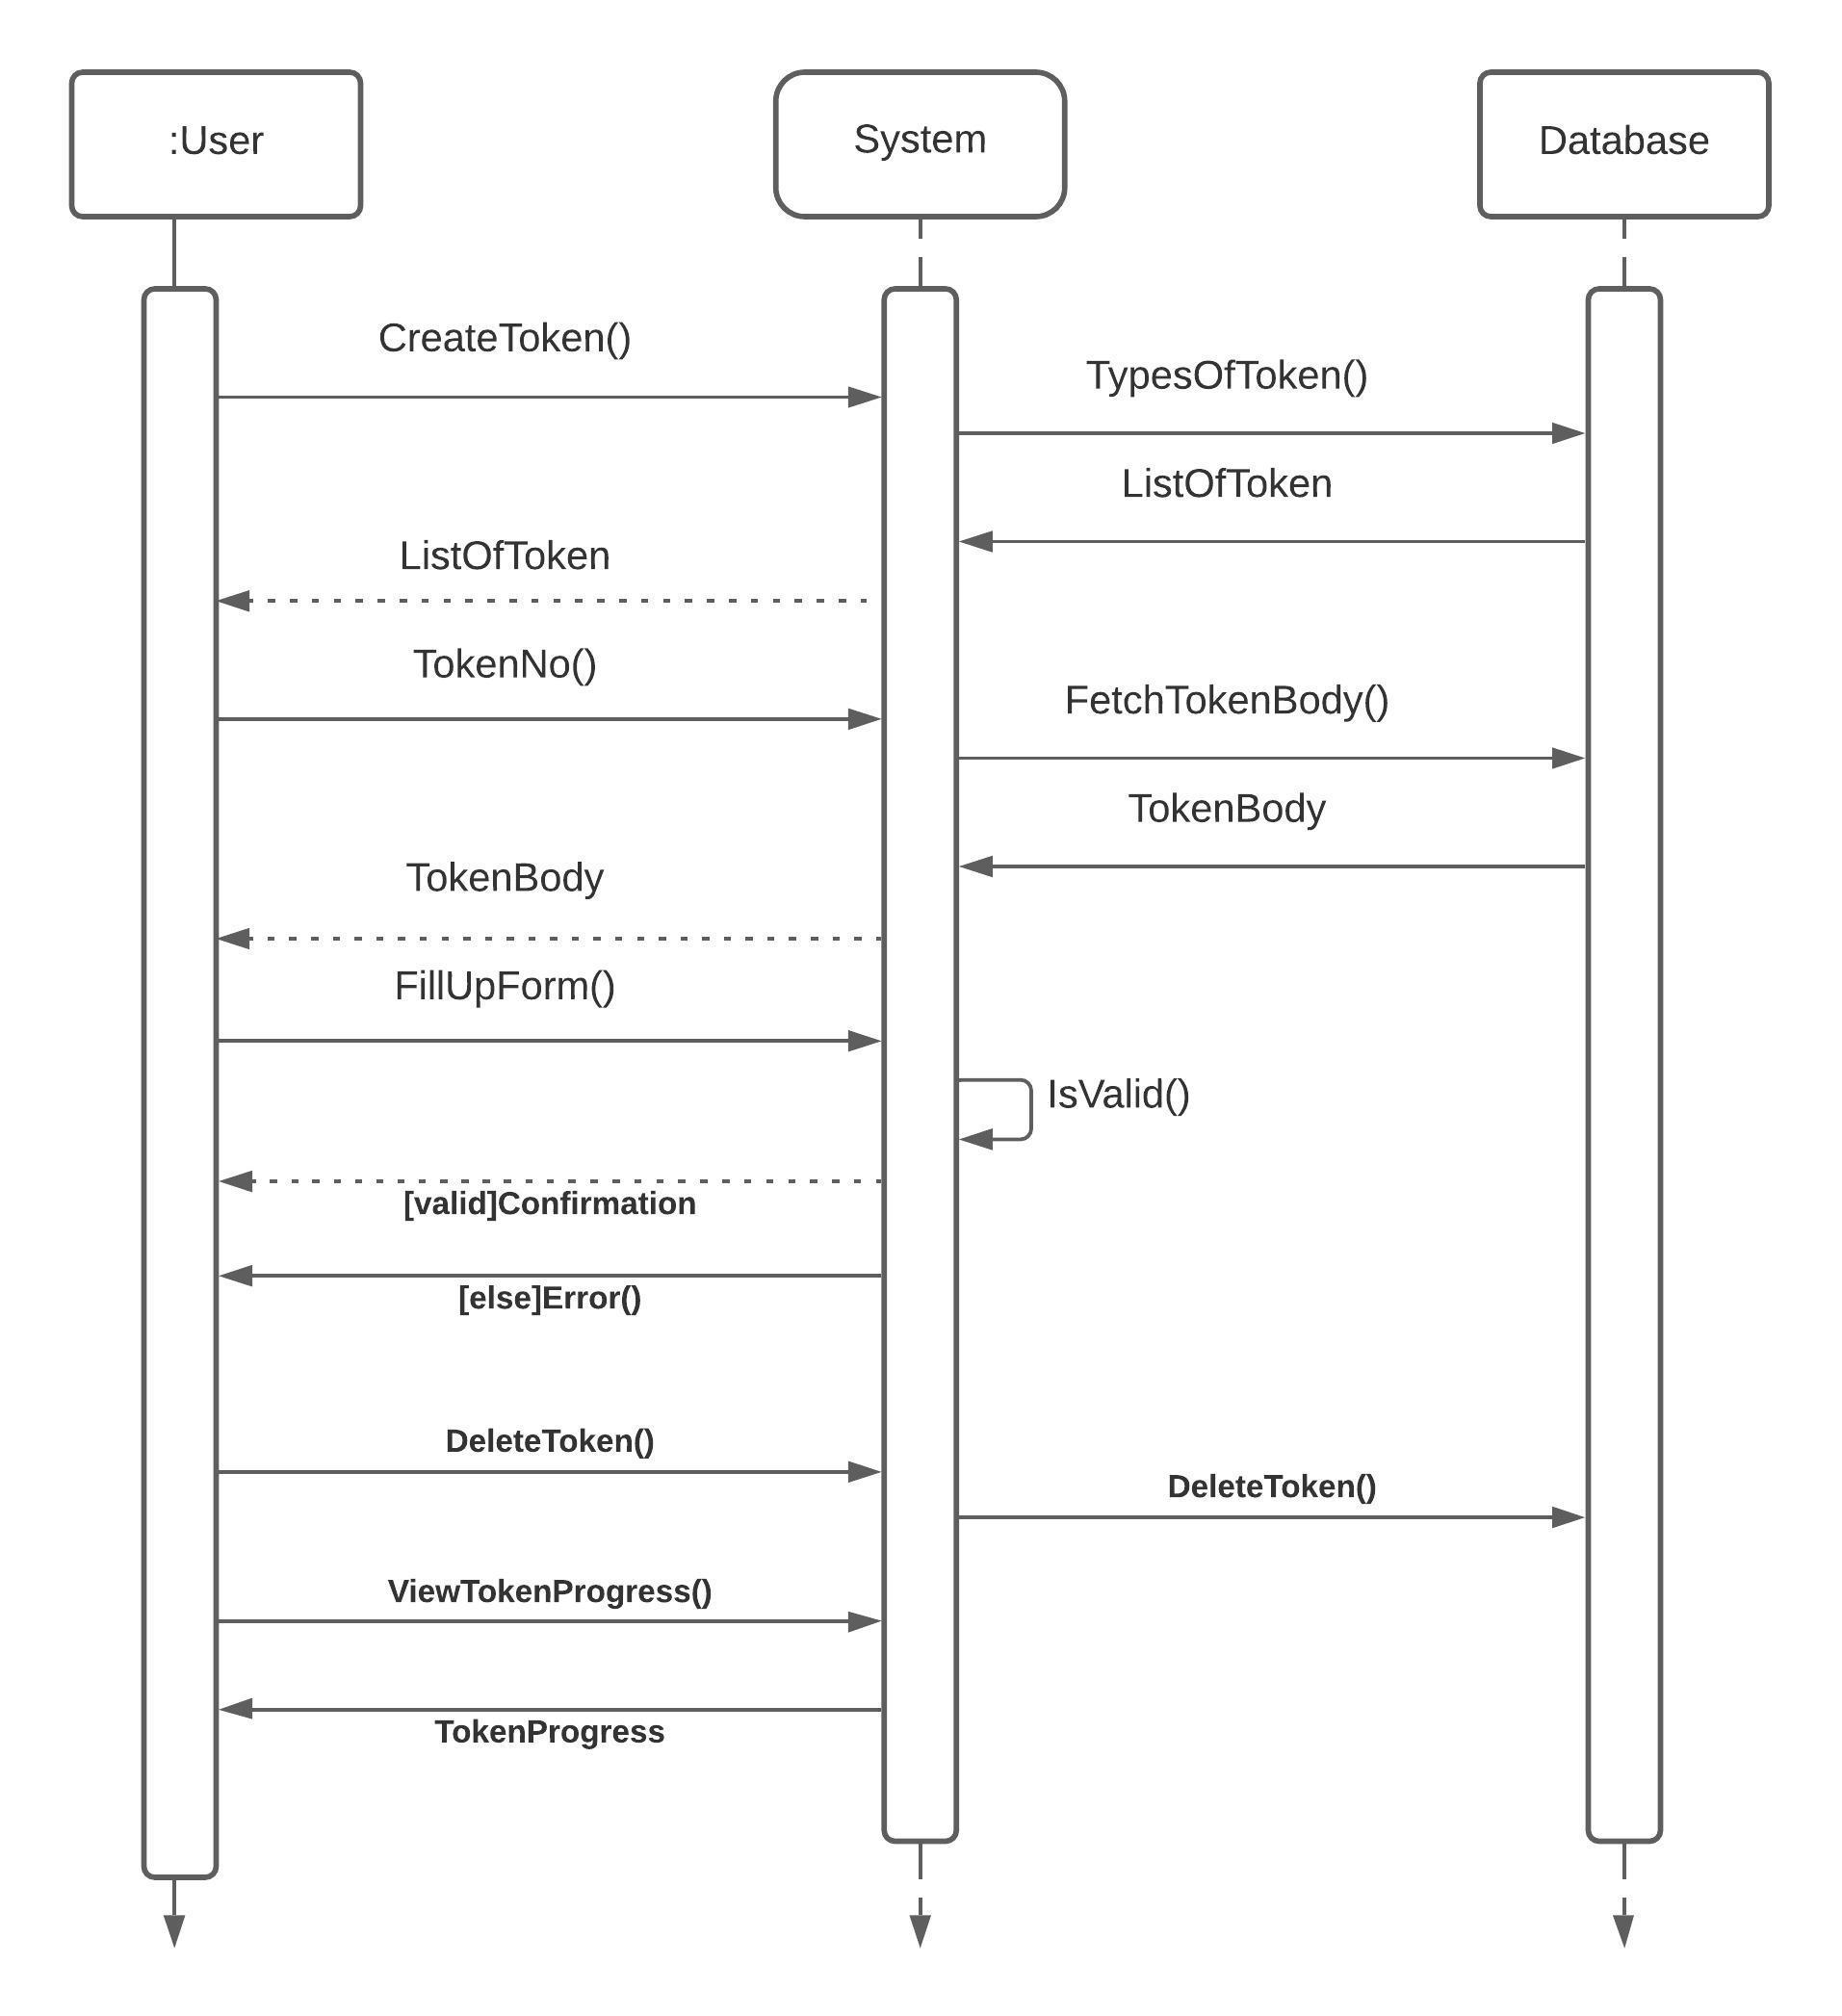 :User
System
Database
CreateToken()
TypesOfToken()
ListOfToken
ListOfToken
TokenNo()
FetchTokenBody()
TokenBody
TokenBody
FillUpForm()
IsValid()
[valid]Confirmation
[else]Error()
DeleteToken()
DeleteToken()
ViewTokenProgress()
TokenProgress